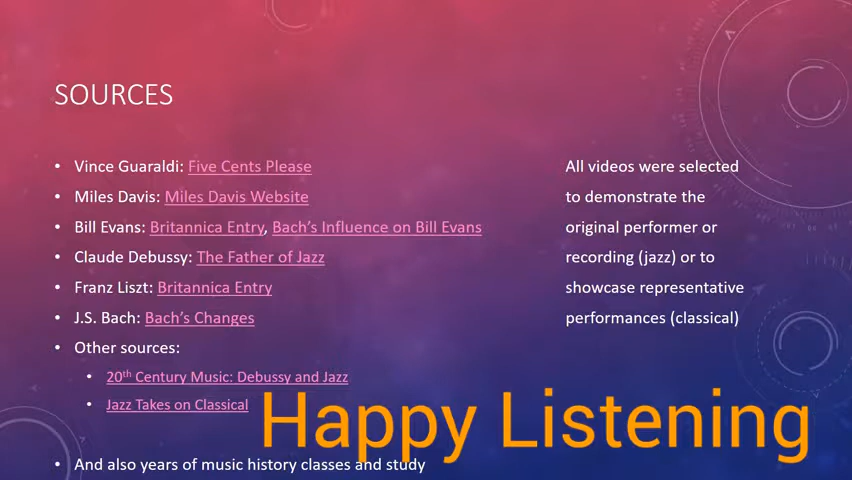 SOURCES
• Vince Guaraldi: Five Cents Please
• Miles Davis: Miles Davis Website
• Bill Evans: Britannica Entry, Bach's Influence on Bill Evans
• Claude Debussy: The Father of Jazz
• Franz Liszt: Britannica Entry
• J.S. Bach: Bach's Changes
• Other sources:
• 20th Century Music: Debussy and Jazz
• Jazz Takes on Classical
• And also years of music history classes and study
All videos were selected
to demonstrate the
original performer or
recording (jazz) or to
showcase representative
performances (classical)
Happy Listening